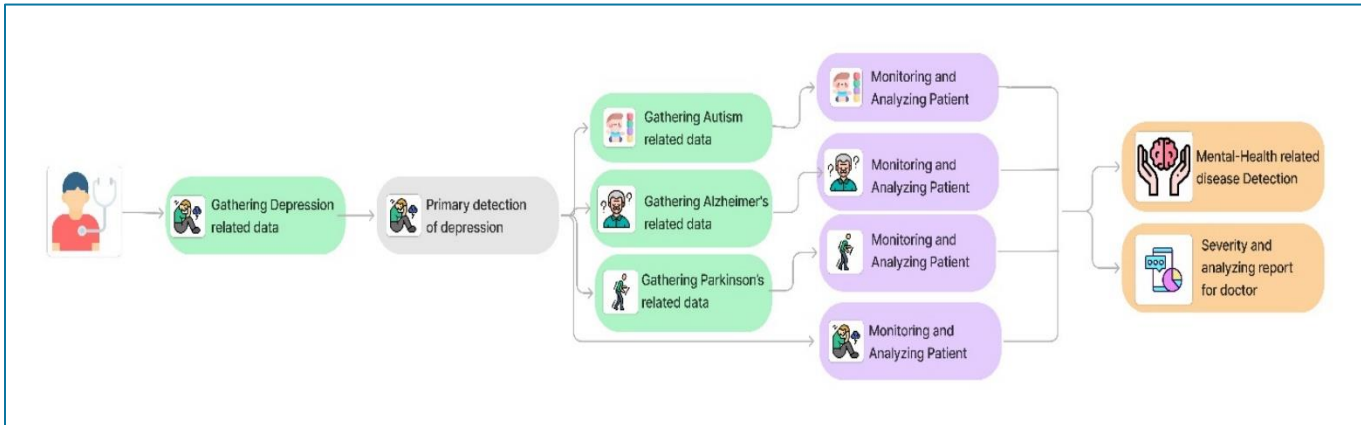 Gathering Depression
related data
Primary detection
of depression
Gathering Autism
related data
Gathering Alzheimer's
related data
Gathering Parkinson's
related data
Monitoring and
Analyzing Patient
Monitoring and
Analyzing Patient
Monitoring and
Analyzing Patient
Monitoring and
Analyzing Patient
Mental-Health related
disease Detection
Severity and
analyzing report
for doctor